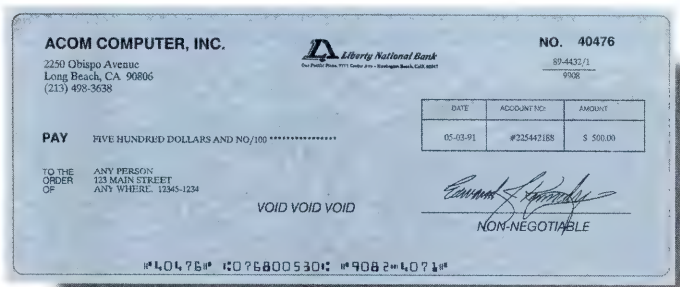 ACOM COMPUTER, INC.
2250 Obispo Avenue
Long Beach, CA 90806
(213) 498-3638
Liberty National Bank
NO. 40476
89-4432/1
9908
DATE ACCOUNT NO: AMOUNT
05-03-91 #225442188 $ 500.00
PAY FIVE HUNDRED DOLLARS AND NO/100 ****************
TO THE ORDER OF
ANY PERSON
123 MAIN STREET
ANY WHERE. 12345-1234
VOID VOID VOID
NON-NEGOTIABLE
⑈40476⑈ ⑆076800530⑆ ⑈9082⑉4071⑈